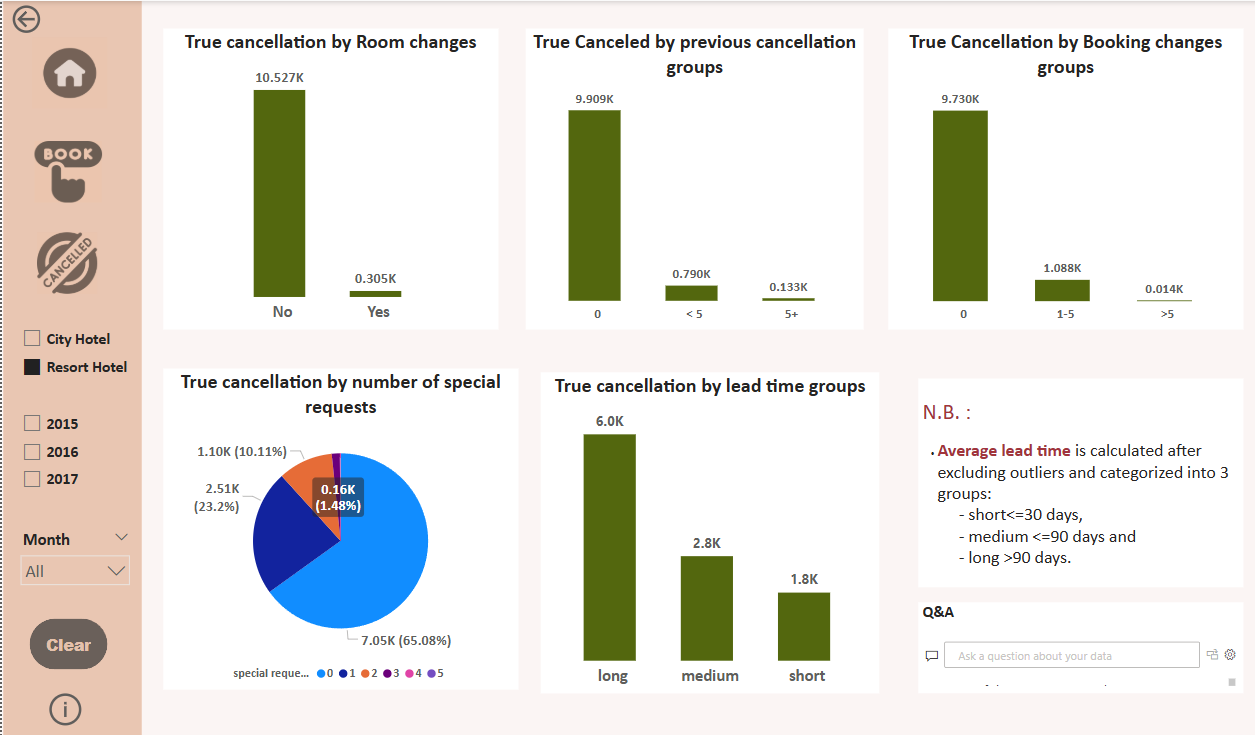 BOOK
CANCELLED
City Hotel
Resort Hotel
2015
2016
2017
Month
All
Clear
i
True cancellation by Room changes
10.527K
0.305K
No
Yes
True Canceled by previous cancellation
groups
9.909K
0.790K
0.133K
0
< 5
5+
True Cancellation by Booking changes
groups
9.730K
1.088K
0.014K
0
1-5
>5
True cancellation by number of special
requests
1.10K (10.11%)
2.51K
(23.2%)
0.16K
(1.48%)
7.05K (65.08%)
special reque...
0
1
2
3
4
5
True cancellation by lead time groups
6.0K
2.8K
1.8K
long
medium
short
N.B. :
. Average lead time is calculated after
excluding outliers and categorized into 3
groups:
- short<=30 days,
- medium <=90 days and
- long >90 days.
Q&A
Ask a question about your data